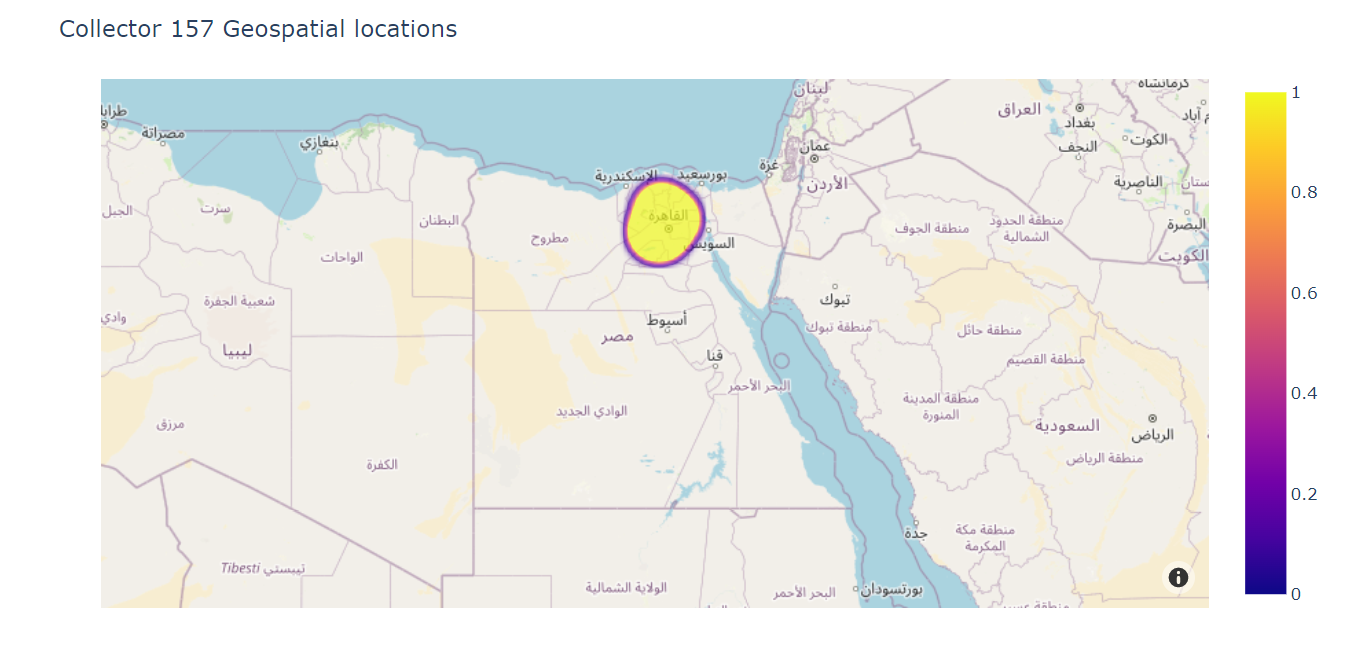 Collector 157 Geospatial locations
لبنان
العراق
بغداد
الكوت
النجف
كرمانشاه
مصراتة
بنغازي
عمان
غزة
الأردن
الإسكندرية
بورسعيد
الناصرية
البصرة
الكويت
الجبل
سرت
البطنان
القاهرة
مطروح
السويس
منطقة الجوف
منطقة الحدود
الشمالية
الواحات
شعبية الجفرة
وادي
ليبيا
تبوك
منطقة تبوك
منطقة حائل
أسيوط
مصر
قنا
منطقة القصيم
البحر الأحمر
الوادي الجديد
منطقة المدينة
المنورة
السعودية
الرياض
منطقة الرياض
مرزق
الكفرة
جدة
منطقة مكة
المكرمة
Tibesti تيبستي
الولاية الشمالية
البحر الأحمر
بورتسودان
1
0.8
0.6
0.4
0.2
0